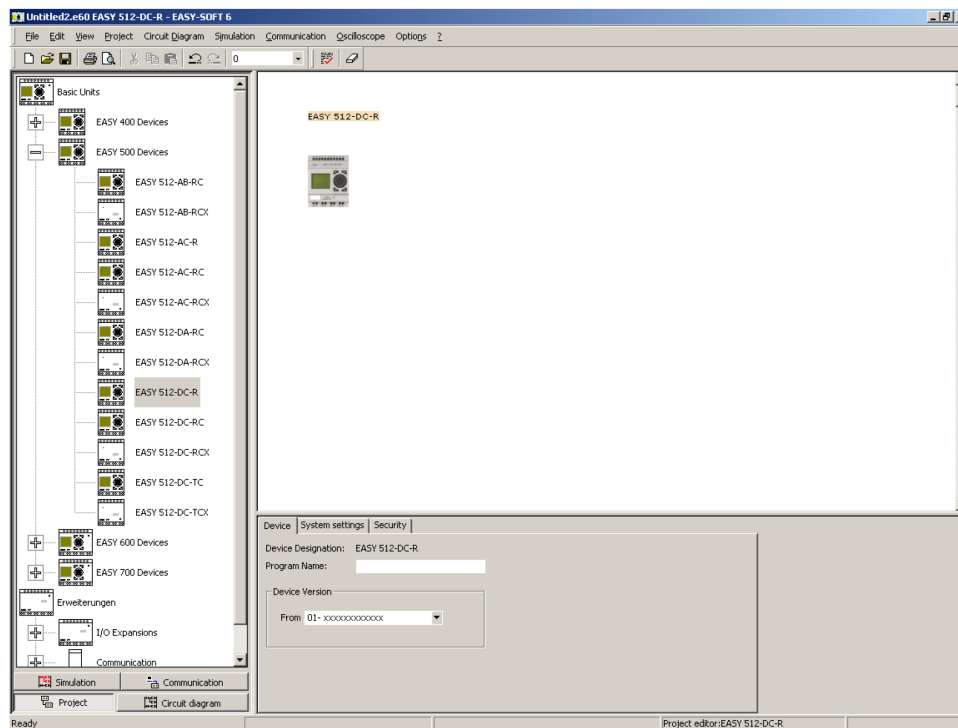 Untitled2.e60 EASY 512-DC-R - EASY-SOFT 6
File Edit View Project Circuit Diagram Simulation Communication Oscilloscope Options ?
0
Basic Units
EASY 400 Devices
EASY 500 Devices
EASY 512-AB-RC
EASY 512-AB-RCX
EASY 512-AC-R
EASY 512-AC-RC
EASY 512-AC-RCX
EASY 512-DA-RC
EASY 512-DA-RCX
EASY 512-DC-R
EASY 512-DC-RC
EASY 512-DC-RCX
EASY 512-DC-TC
EASY 512-DC-TCX
EASY 600 Devices
EASY 700 Devices
Erweiterungen
I/O Expansions
Communication
Simulation Communication
Project Circuit diagram
EASY 512-DC-R
Device System settings Security
Device Designation: EASY 512-DC-R
Program Name:
Device Version
From 01- xxxxxxxxxxxx
Ready Project editor:EASY 512-DC-R